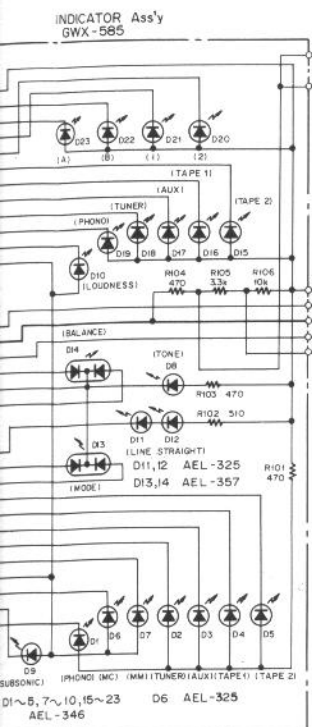 INDICATOR Ass'y
GWX-585
D23 D22 D21 D20
(A) (B) (1) (2)
(TAPE 1)
(AUX)
(TUNER) (TAPE 2)
(PHONO)
D19 D18 D17 D16 D15
D10
(LOUDNESS)
R104 R105 R106
470 3.3k 10k
(BALANCE)
D14 (TONE)
D8
R103 470
R102 510
D11 D12
(LINE STRAIGHT)
D13 D11,12 AEL-325
D13,14 AEL-357
(MODE)
R101
470
D1 D6 D7 D2 D3 D4 D5
D9
(PHONO) (MC) (MM) (TUNER) (AUX) (TAPE 1) (TAPE 2)
SUBSONIC)
D1~5, 7~10, 15~23 D6 AEL-325
AEL-346